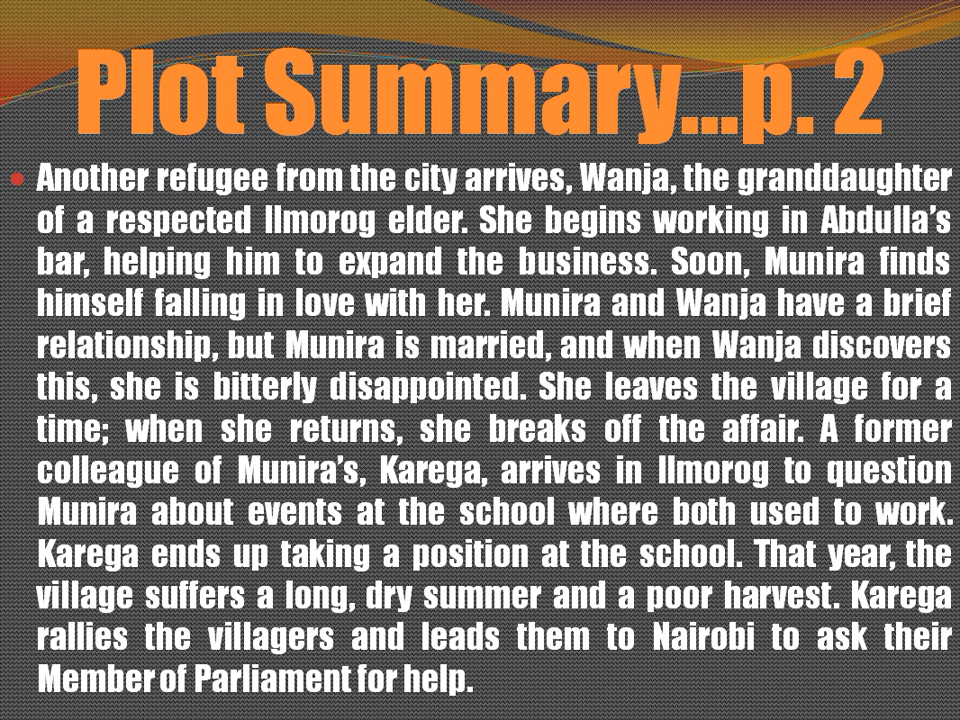 Plot Summary...p. 2
• Another refugee from the city arrives, Wanja, the granddaughter
of a respected Ilmorog elder. She begins working in Abdulla’s
bar, helping him to expand the business. Soon, Munira finds
himself falling in love with her. Munira and Wanja have a brief
relationship, but Munira is married, and when Wanja discovers
this, she is bitterly disappointed. She leaves the village for a
time; when she returns, she breaks off the affair. A former
colleague of Munira’s, Karega, arrives in Ilmorog to question
Munira about events at the school where both used to work.
Karega ends up taking a position at the school. That year, the
village suffers a long, dry summer and a poor harvest. Karega
rallies the villagers and leads them to Nairobi to ask their
Member of Parliament for help.